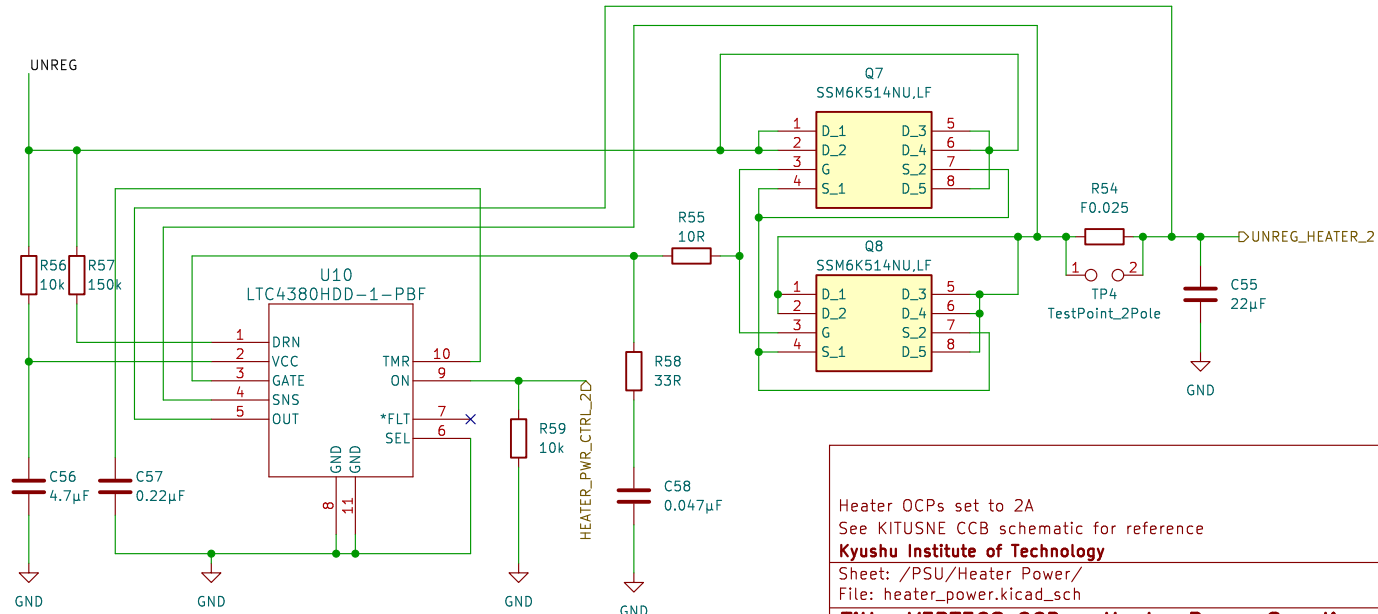 UNREG
Q7
SSM6K514NU,LF
1 D_1 D_3 5
2 D_2 D_4 6
3 G S_2 7
4 S_1 D_5 8
R54
F0.025
R55
10R
UNREG_HEATER_2
Q8
SSM6K514NU,LF
1 D_1 D_3 5
2 D_2 D_4 6
3 G S_2 7
4 S_1 D_5 8
1 2
TP4
TestPoint_2Pole
C55
22µF
GND
R56
10k
R57
150k
U10
LTC4380HDD-1-PBF
1 DRN
2 VCC TMR 10
3 GATE ON 9
4 SNS
5 OUT *FLT 7
SEL 6
GND GND
8 11
R58
33R
R59
10k
HEATER_PWR_CTRL_2
C56
4.7µF
C57
0.22µF
C58
0.047µF
GND
GND
GND
GND
Heater OCPs set to 2A
See KITUSNE CCB schematic for reference
Kyushu Institute of Technology
Sheet: /PSU/Heater Power/
File: heater_power.kicad_sch